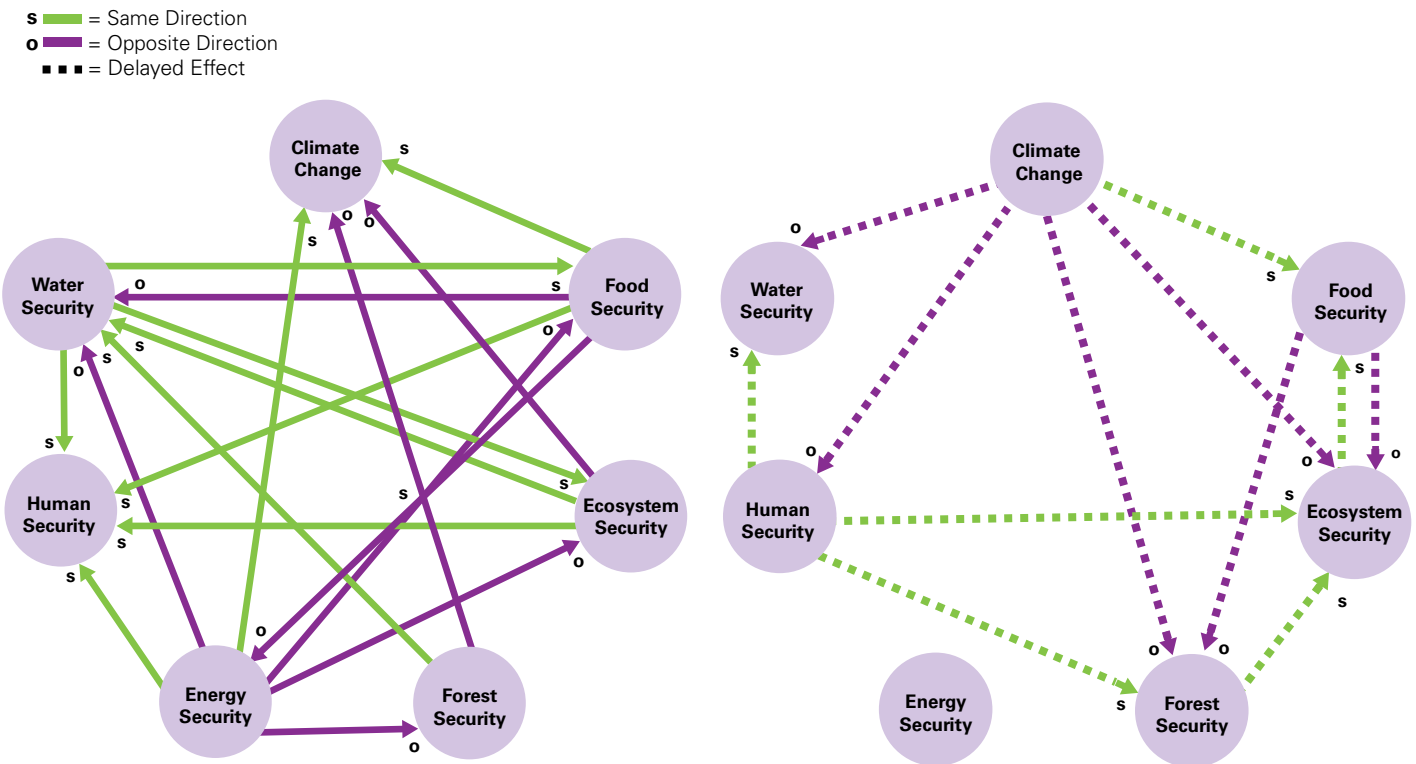 s = Same Direction
o = Opposite Direction
= Delayed Effect
Climate
Change
s
s
o
o
Water
Security
o
s
Food
Security
o
s
s
o
s
Human
Security
s
s
s
s
s
Ecosystem
Security
o
o
Energy
Security
Forest
Security
o
Climate
Change
o
Water
Security
s
Food
Security
s
s
o
o
o
Human
Security
s
Ecosystem
Security
s
o
o
s
Energy
Security
Forest
Security